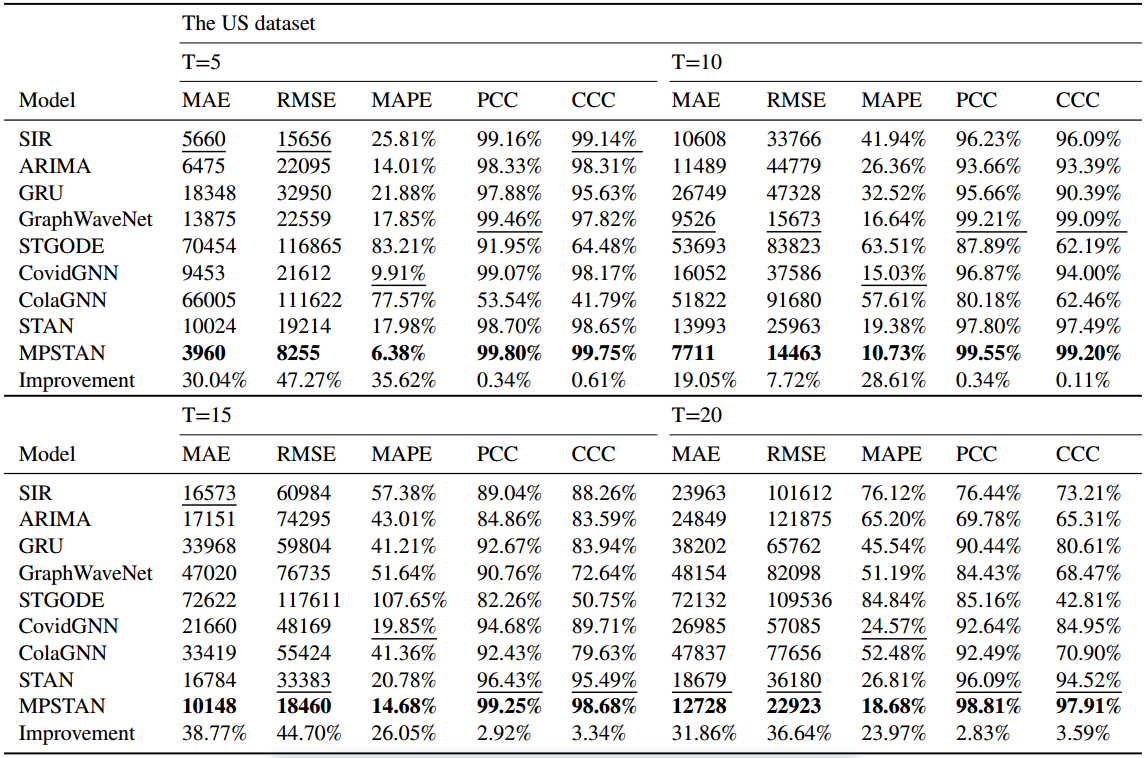 The US dataset
T=5 T=10
Model MAE RMSE MAPE PCC CCC MAE RMSE MAPE PCC CCC
SIR 5660 15656 25.81% 99.16% 99.14% 10608 33766 41.94% 96.23% 96.09%
ARIMA 6475 22095 14.01% 98.33% 98.31% 11489 44779 26.36% 93.66% 93.39%
GRU 18348 32950 21.88% 97.88% 95.63% 26749 47328 32.52% 95.66% 90.39%
GraphWaveNet 13875 22559 17.85% 99.46% 97.82% 9526 15673 16.64% 99.21% 99.09%
STGODE 70454 116865 83.21% 91.95% 64.48% 53693 83823 63.51% 87.89% 62.19%
CovidGNN 9453 21612 9.91% 99.07% 98.17% 16052 37586 15.03% 96.87% 94.00%
ColaGNN 66005 111622 77.57% 53.54% 41.79% 51822 91680 57.61% 80.18% 62.46%
STAN 10024 19214 17.98% 98.70% 98.65% 13993 25963 19.38% 97.80% 97.49%
MPSTAN 3960 8255 6.38% 99.80% 99.75% 7711 14463 10.73% 99.55% 99.20%
Improvement 30.04% 47.27% 35.62% 0.34% 0.61% 19.05% 7.72% 28.61% 0.34% 0.11%
T=15 T=20
Model MAE RMSE MAPE PCC CCC MAE RMSE MAPE PCC CCC
SIR 16573 60984 57.38% 89.04% 88.26% 23963 101612 76.12% 76.44% 73.21%
ARIMA 17151 74295 43.01% 84.86% 83.59% 24849 121875 65.20% 69.78% 65.31%
GRU 33968 59804 41.21% 92.67% 83.94% 38202 65762 45.54% 90.44% 80.61%
GraphWaveNet 47020 76735 51.64% 90.76% 72.64% 48154 82098 51.19% 84.43% 68.47%
STGODE 72622 117611 107.65% 82.26% 50.75% 72132 109536 84.84% 85.16% 42.81%
CovidGNN 21660 48169 19.85% 94.68% 89.71% 26985 57085 24.57% 92.64% 84.95%
ColaGNN 33419 55424 41.36% 92.43% 79.63% 47837 77656 52.48% 92.49% 70.90%
STAN 16784 33383 20.78% 96.43% 95.49% 18679 36180 26.81% 96.09% 94.52%
MPSTAN 10148 18460 14.68% 99.25% 98.68% 12728 22923 18.68% 98.81% 97.91%
Improvement 38.77% 44.70% 26.05% 2.92% 3.34% 31.86% 36.64% 23.97% 2.83% 3.59%